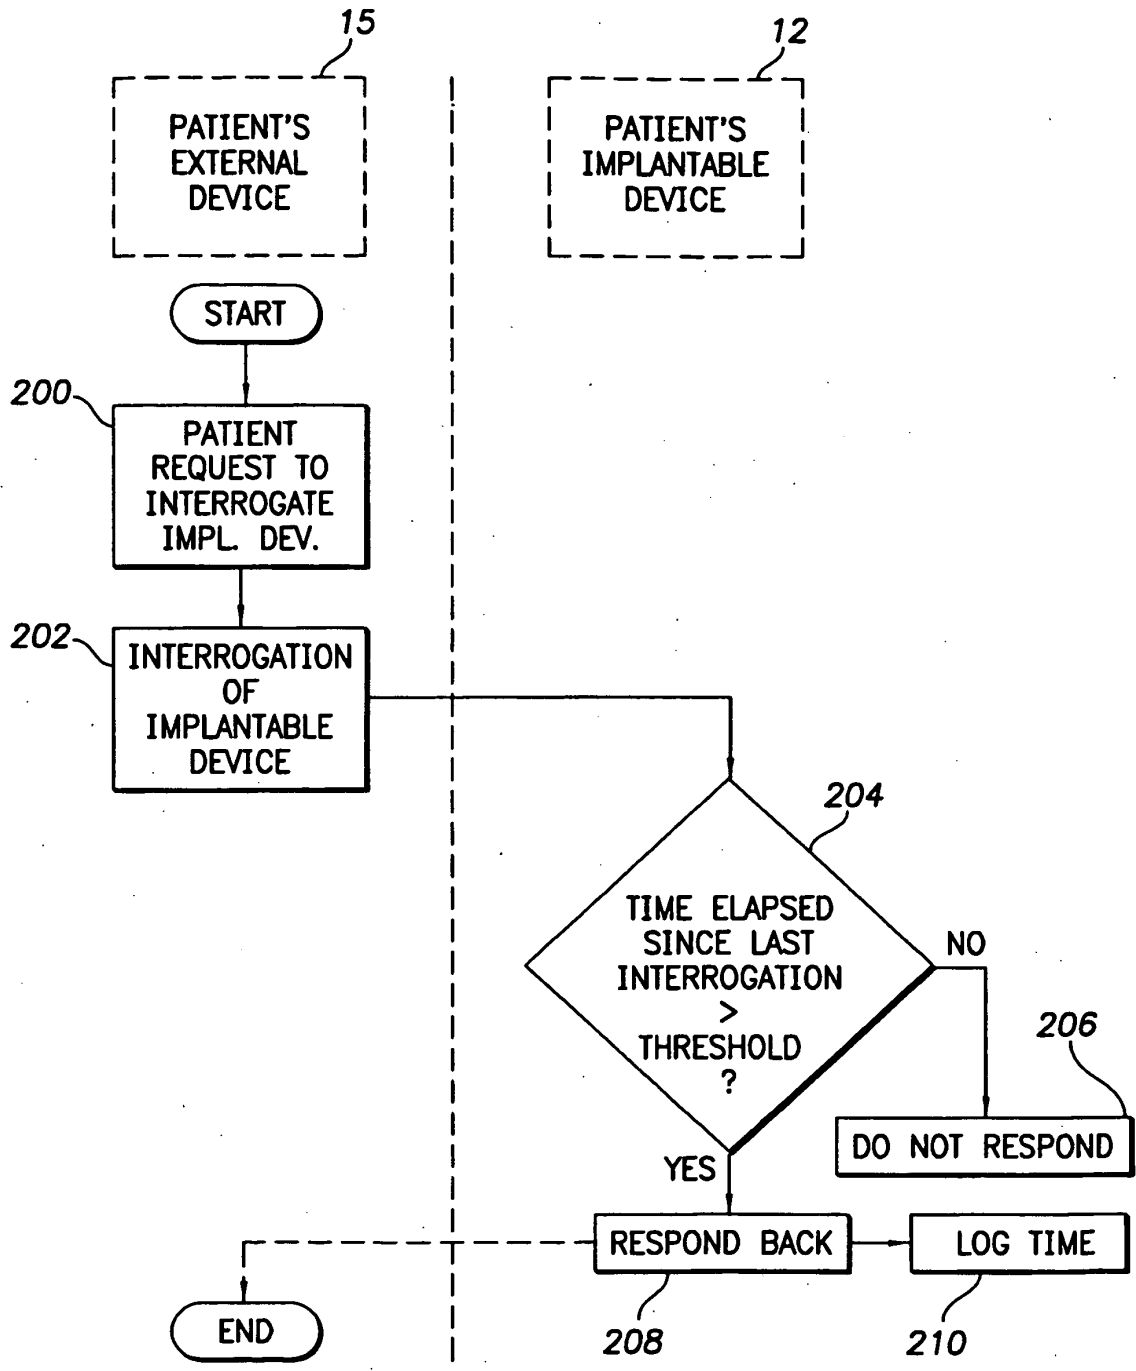 15
12
PATIENT'S
EXTERNAL
DEVICE
PATIENT'S
IMPLANTABLE
DEVICE
START
200
PATIENT
REQUEST TO
INTERROGATE
IMPL. DEV.
202
INTERROGATION
OF
IMPLANTABLE
DEVICE
204
TIME ELAPSED
SINCE LAST
INTERROGATION
>
THRESHOLD
?
NO
206
DO NOT RESPOND
YES
RESPOND BACK
LOG TIME
208
210
END